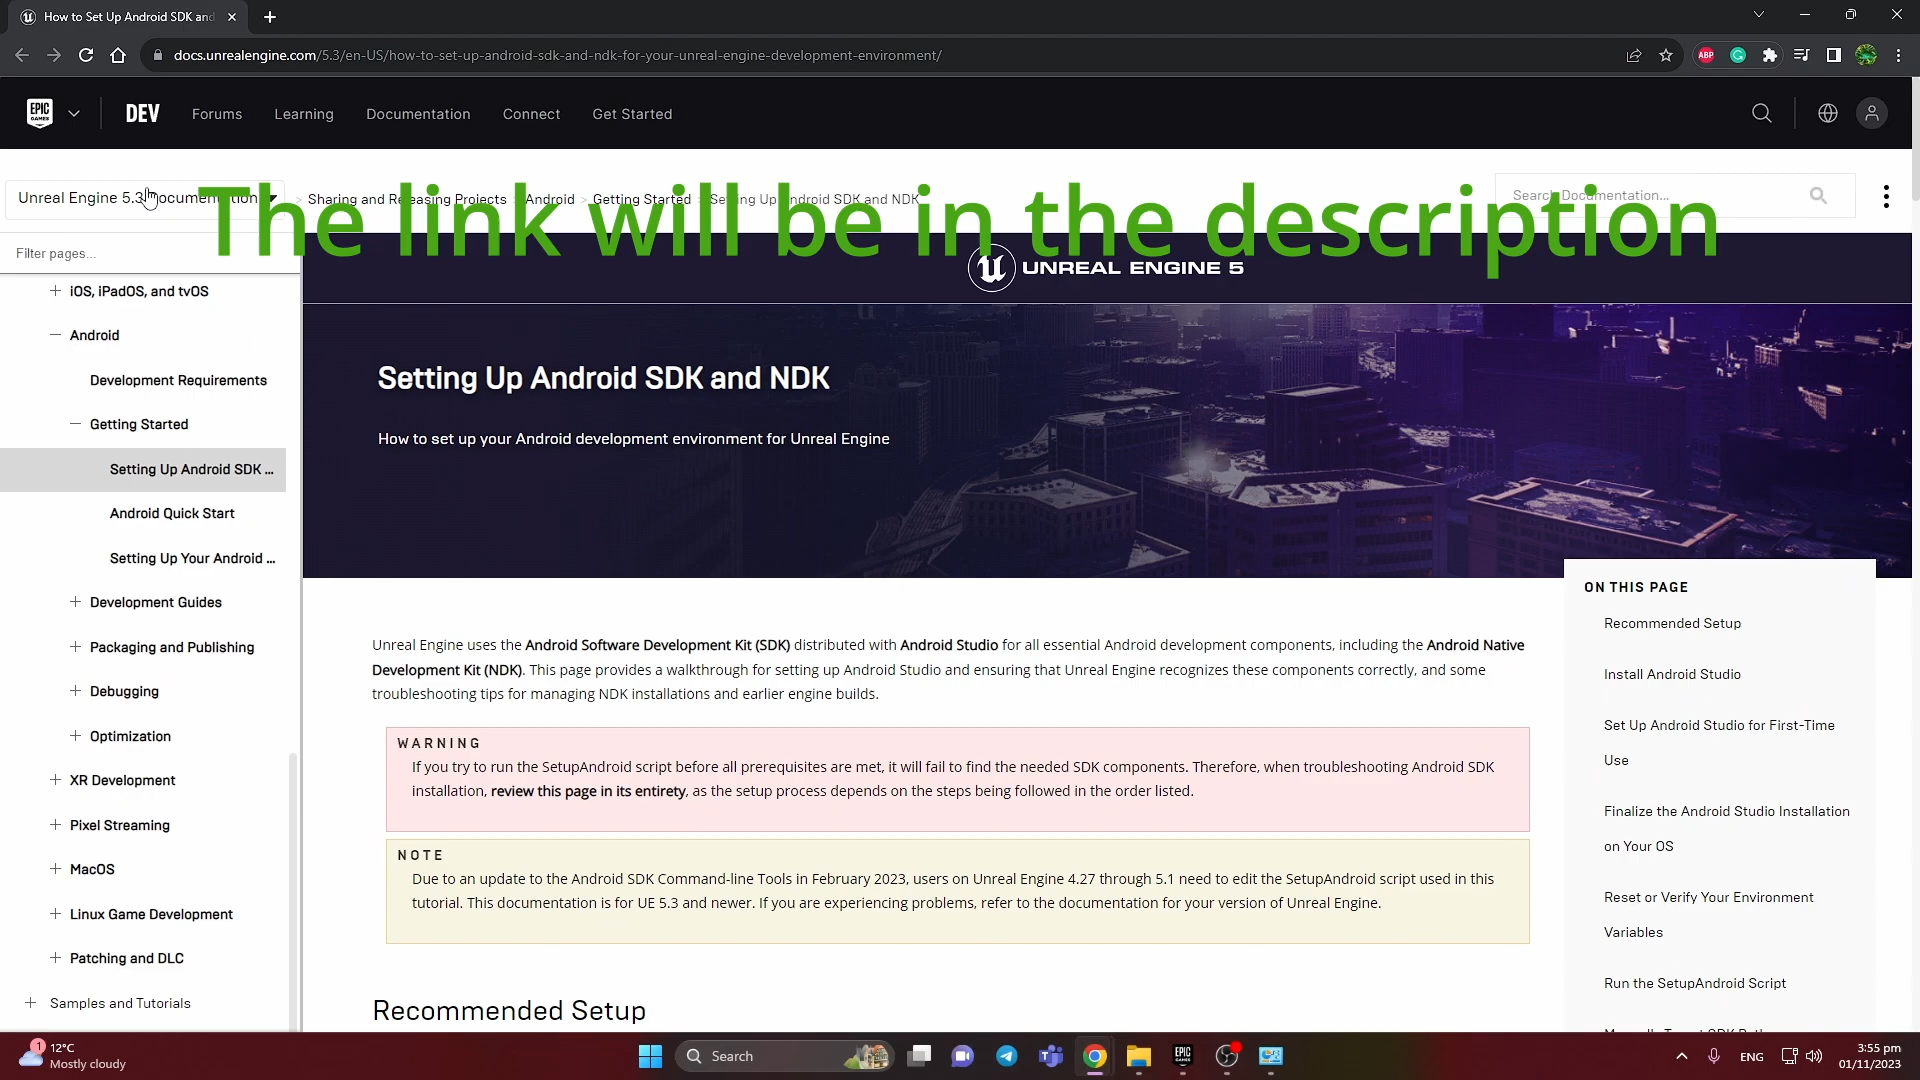 How to Set Up Android SDK and
docs.unrealengine.com/5.3/en-US/how-to-set-up-android-sdk-and-ndk-for-your-unreal-engine-development-environment/
ABP
EPIC GAMES
DEV
Forums
Learning
Documentation
Connect
Get Started
Unreal Engine 5.3 Documentation
Sharing and Releasing Projects > Android > Getting Started > Setting Up Android SDK and NDK
Search Documentation...
The link will be in the description
Filter pages...
UNREAL ENGINE 5
iOS, iPadOS, and tvOS
Android
Development Requirements
Getting Started
Setting Up Android SDK ...
Android Quick Start
Setting Up Your Android ...
Development Guides
Packaging and Publishing
Debugging
Optimization
XR Development
Pixel Streaming
MacOS
Linux Game Development
Patching and DLC
Samples and Tutorials
Setting Up Android SDK and NDK
How to set up your Android development environment for Unreal Engine
Unreal Engine uses the Android Software Development Kit (SDK) distributed with Android Studio for all essential Android development components, including the Android Native
Development Kit (NDK). This page provides a walkthrough for setting up Android Studio and ensuring that Unreal Engine recognizes these components correctly, and some
troubleshooting tips for managing NDK installations and earlier engine builds.
WARNING
If you try to run the SetupAndroid script before all prerequisites are met, it will fail to find the needed SDK components. Therefore, when troubleshooting Android SDK
installation, review this page in its entirety, as the setup process depends on the steps being followed in the order listed.
NOTE
Due to an update to the Android SDK Command-line Tools in February 2023, users on Unreal Engine 4.27 through 5.1 need to edit the SetupAndroid script used in this
tutorial. This documentation is for UE 5.3 and newer. If you are experiencing problems, refer to the documentation for your version of Unreal Engine.
Recommended Setup
ON THIS PAGE
Recommended Setup
Install Android Studio
Set Up Android Studio for First-Time
Use
Finalize the Android Studio Installation
on Your OS
Reset or Verify Your Environment
Variables
Run the SetupAndroid Script
1
12°C
Mostly cloudy
Search
EPIC GAMES
ENG
3:55 pm
01/11/2023